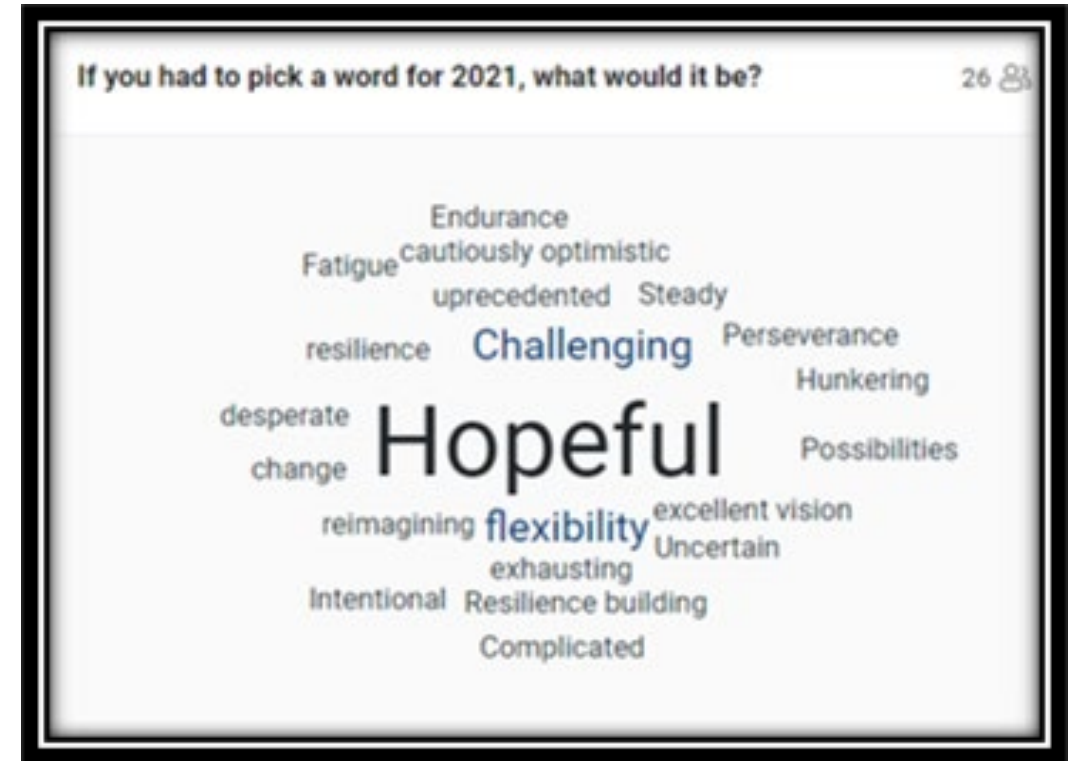 If you had to pick a word for 2021, what would it be?
26
Endurance
cautiously optimistic
Fatigue
uprecedented Steady
Perseverance
resilience Challenging
Hunkering
desperate
Hopeful
Possibilities
change
excellent vision
reimagining flexibility
Uncertain
exhausting
Intentional Resilience building
Complicated